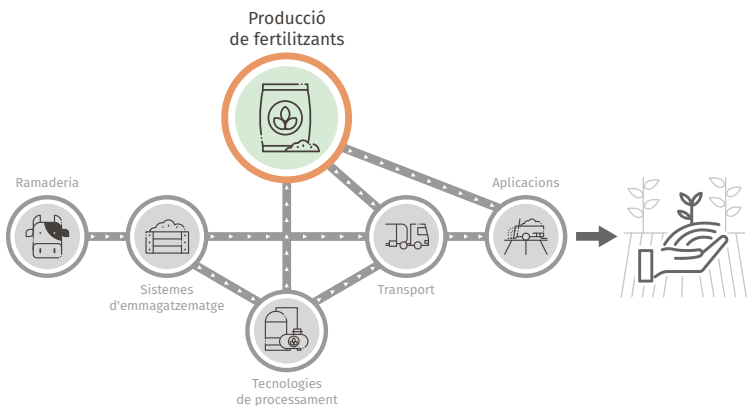 Producció
de fertilitzants
Ramaderia
Aplicacions
Sistemes
d'emmagatzematge
Transport
Tecnologies
de processament